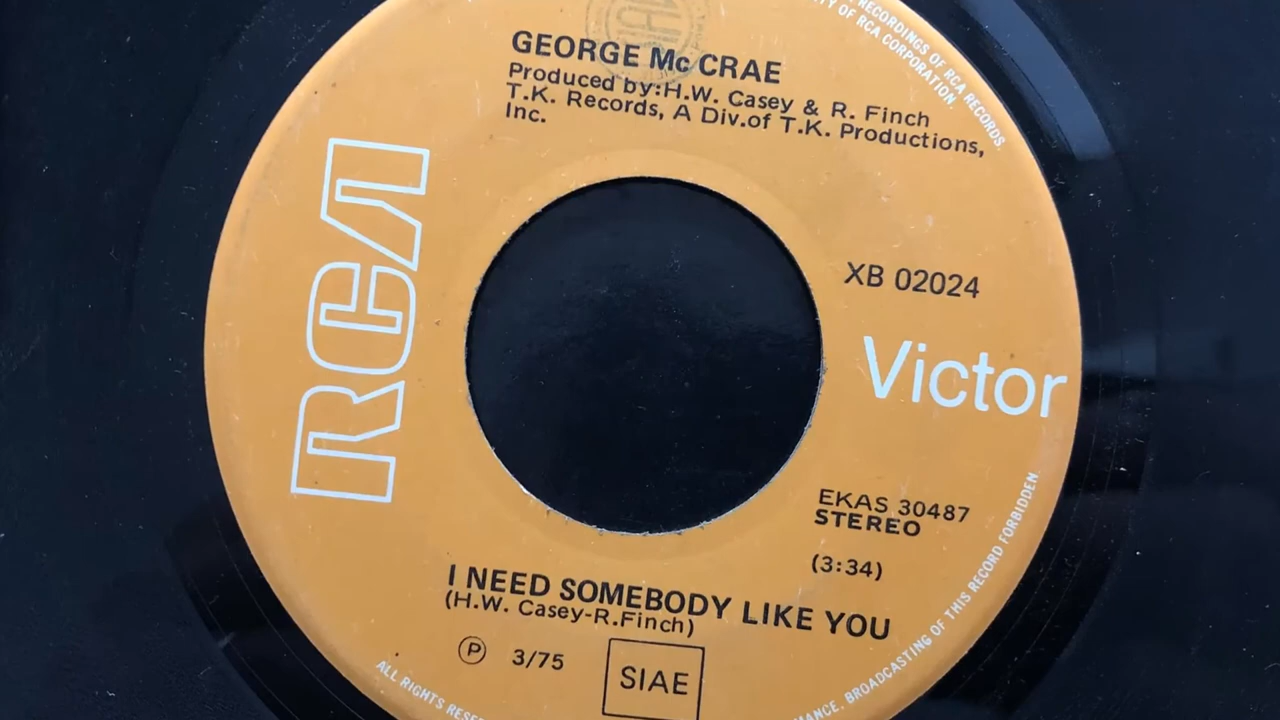 RECORDINGS OF RCA RECORDS.
OF RCA CORPORATION.
GEORGE Mc CRAE
Produced by:H.W. Casey & R. Finch
T.K. Records, A Div.of T.K. Productions,
Inc.
RCA
XB 02024
Victor
EKAS 30487
STEREO
(3:34)
I NEED SOMEBODY LIKE YOU
(H.W. Casey-R.Finch)
Ⓟ 3/75
SIAE
ALL RIGHTS
BROADCASTING OF THIS RECORD FORBIDDEN.